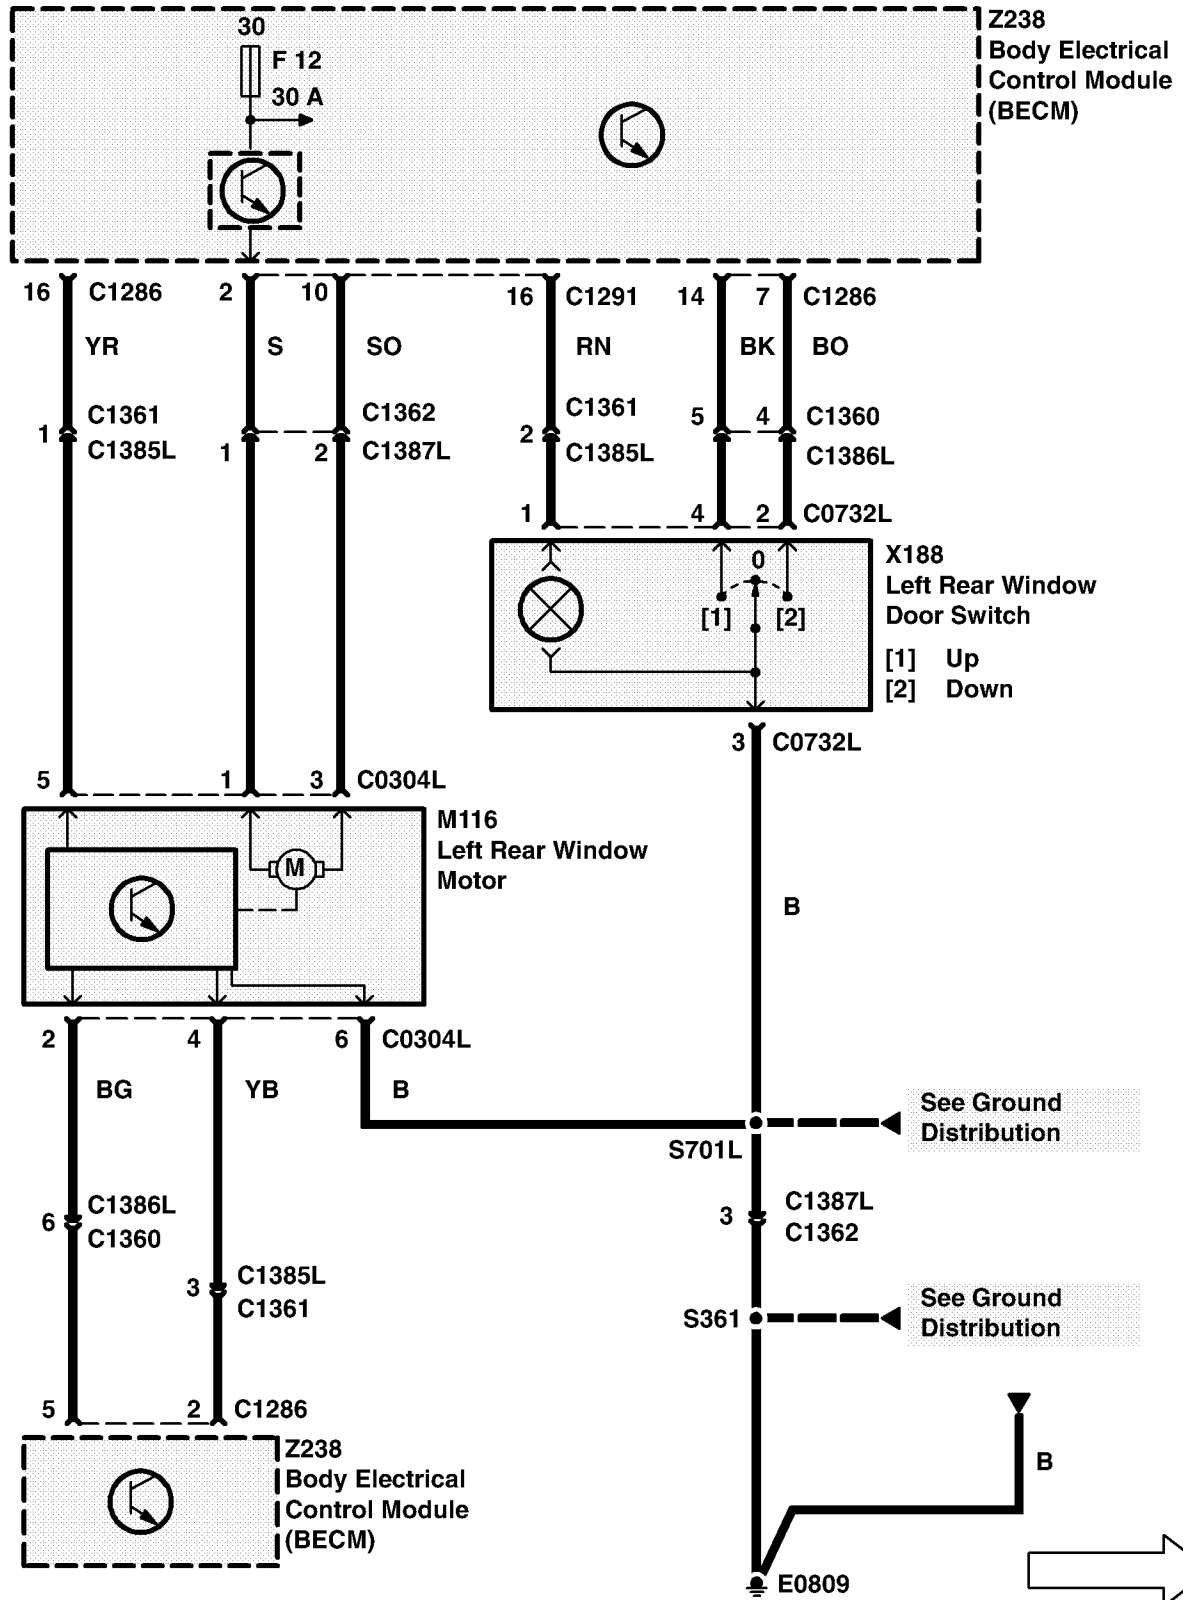 30
F 12
30 A
Z238
Body Electrical
Control Module
(BECM)
16 C1286 2 10 16 C1291 14 7 C1286
YR S SO RN BK BO
1 C1361
C1385L
1 2 C1362
C1387L
2 C1361
C1385L
5 4 C1360
C1386L
1 4 2 C0732L
0
[1] [2]
X188
Left Rear Window
Door Switch
[1] Up
[2] Down
3 C0732L
5 1 3 C0304L
M
M116
Left Rear Window
Motor
B
2 4 6 C0304L
BG YB B
See Ground
Distribution
S701L
6 C1386L
C1360
3 C1387L
C1362
3 C1385L
C1361
S361
See Ground
Distribution
5 2 C1286
Z238
Body Electrical
Control Module
(BECM)
B
E0809